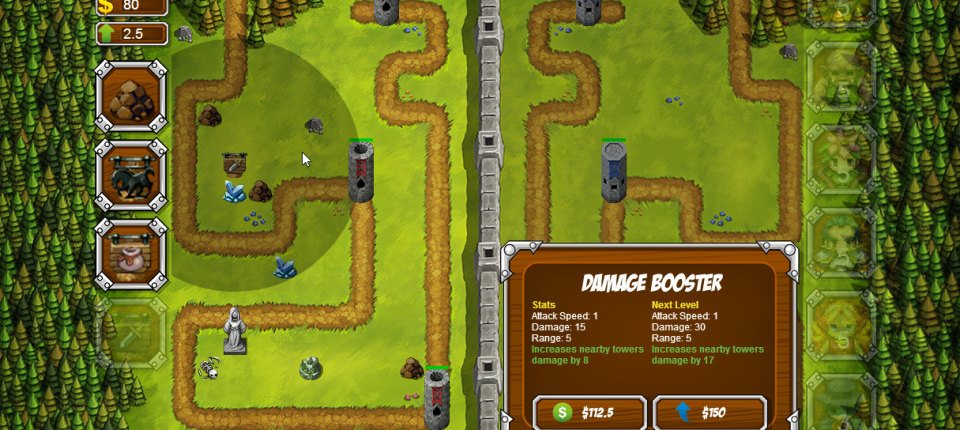 $ 80
2.5
DAMAGE BOOSTER
Stats
Attack Speed: 1
Damage: 15
Range: 5
Increases nearby towers
damage by 8
Next Level
Attack Speed: 1
Damage: 30
Range: 5
Increases nearby towers
damage by 17
$ $112.5
$150